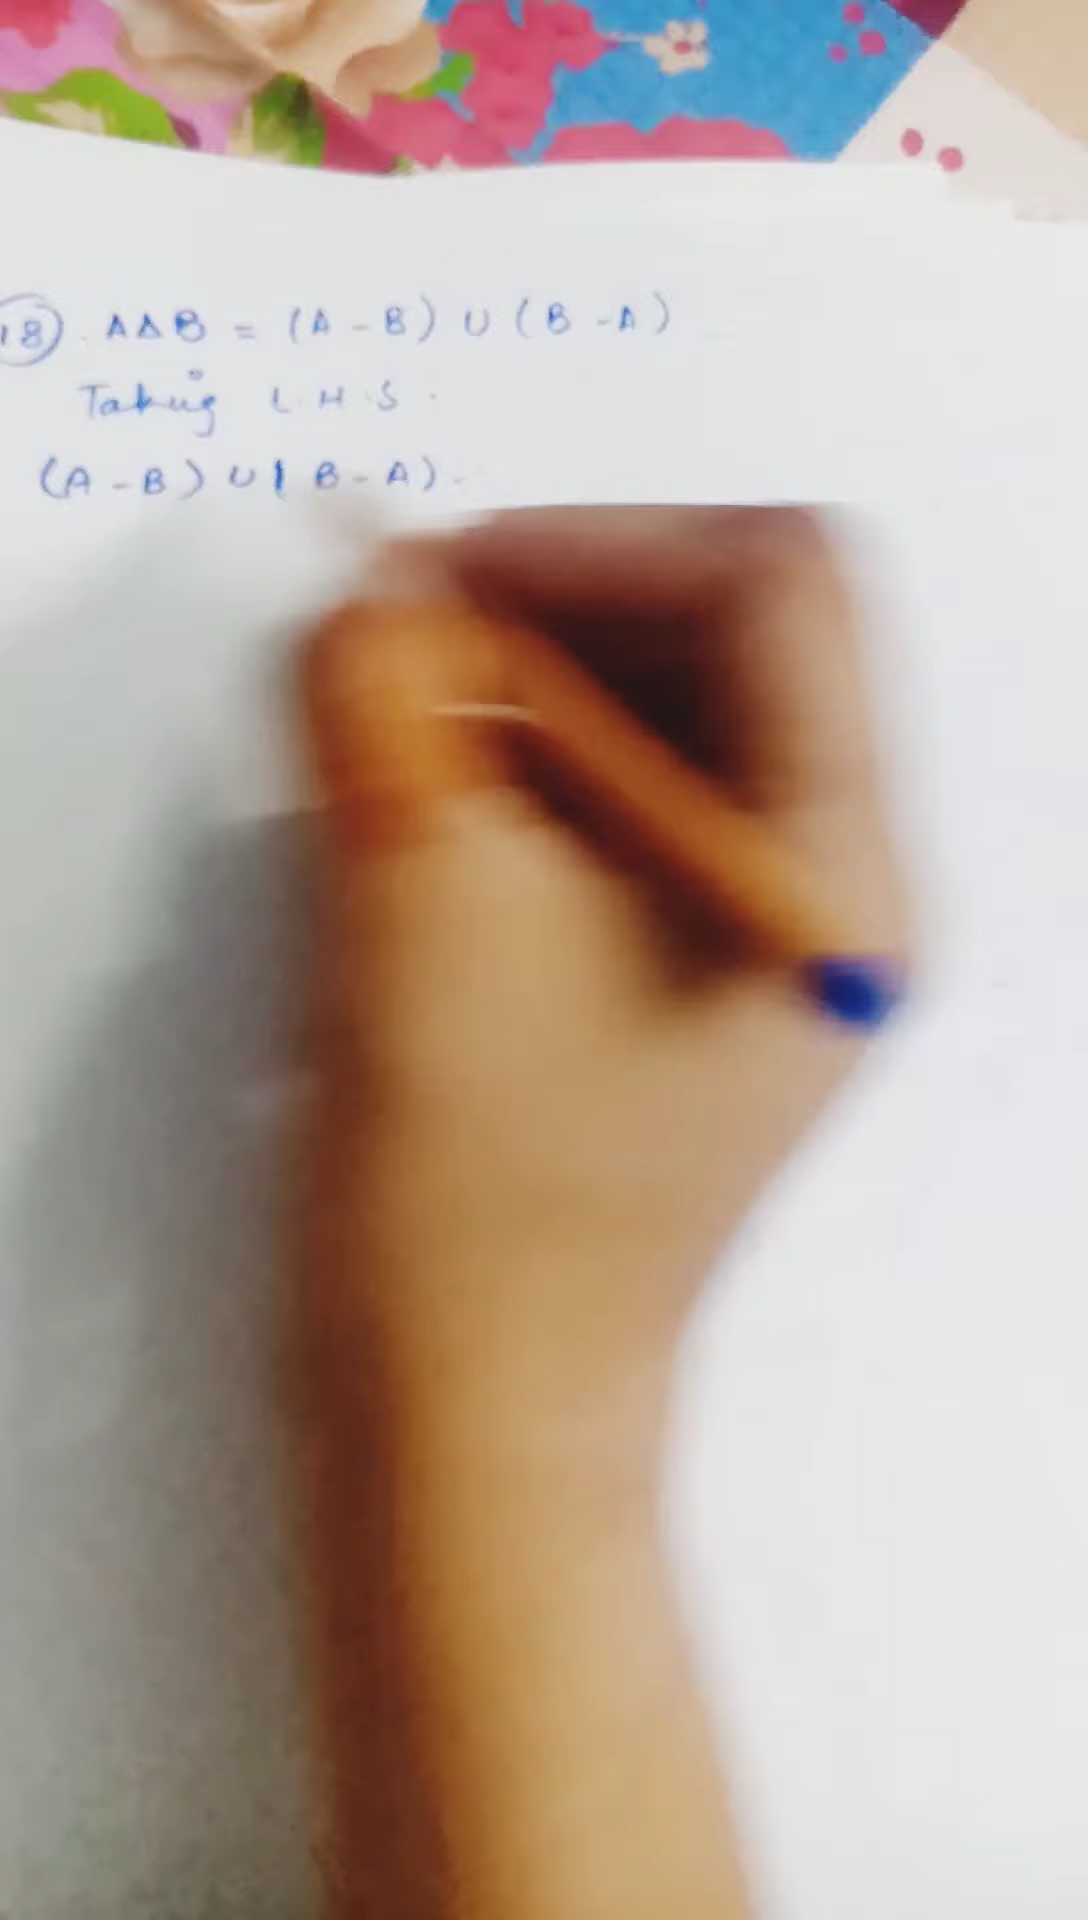 18. A∆B = (A - B) ∪ (B - A)
Taking L.H.S.
(A - B) ∪ ( B - A).